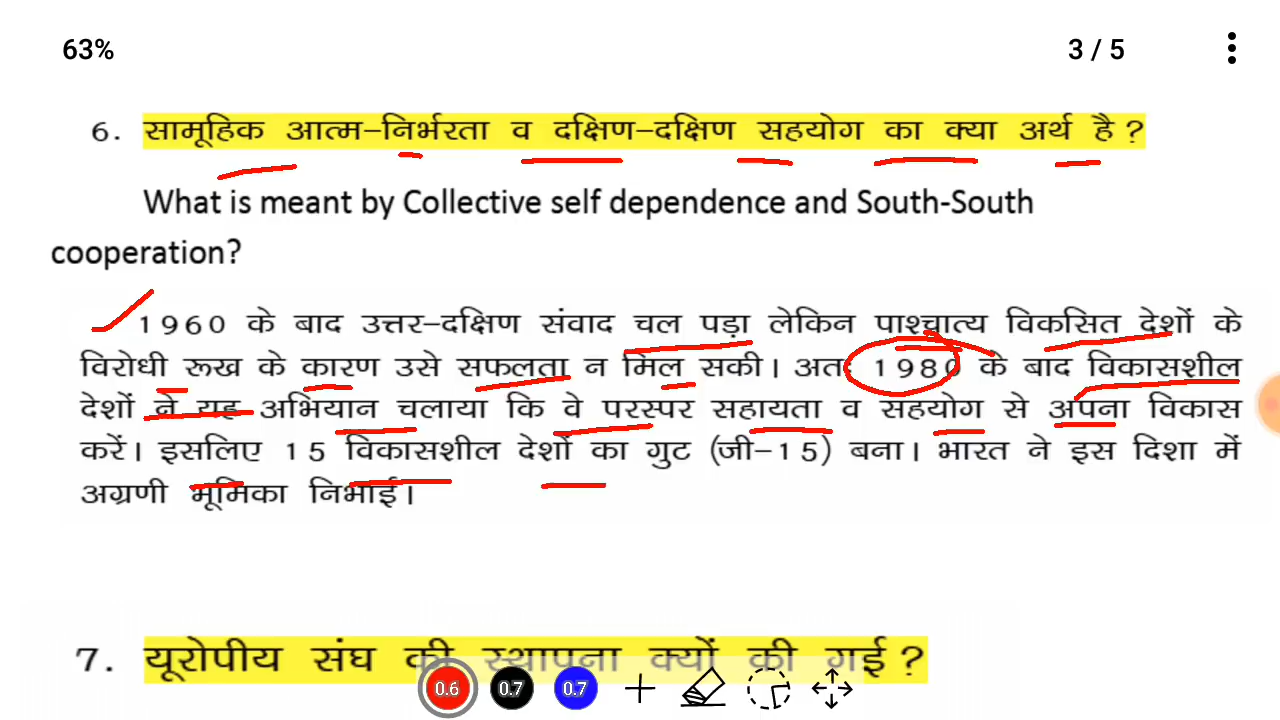 63%
3 / 5
6. सामूहिक आत्म-निर्भरता व दक्षिण-दक्षिण सहयोग का क्या अर्थ है ?
What is meant by Collective self dependence and South-South
cooperation?
1960 के बाद उत्तर-दक्षिण संवाद चल पड़ा लेकिन पाश्चात्य विकसित देशों के
विरोधी रूख के कारण उसे सफलता न मिल सकी। अतः 1980 के बाद विकासशील
देशों ने यह अभियान चलाया कि वे परस्पर सहायता व सहयोग से अपना विकास
करें। इसलिए 15 विकासशील देशों का गुट (जी-15) बना। भारत ने इस दिशा में
अग्रणी भूमिका निभाई।
7. यूरोपीय संघ की स्थापना क्यों की गई ?
0.6 0.7 0.7